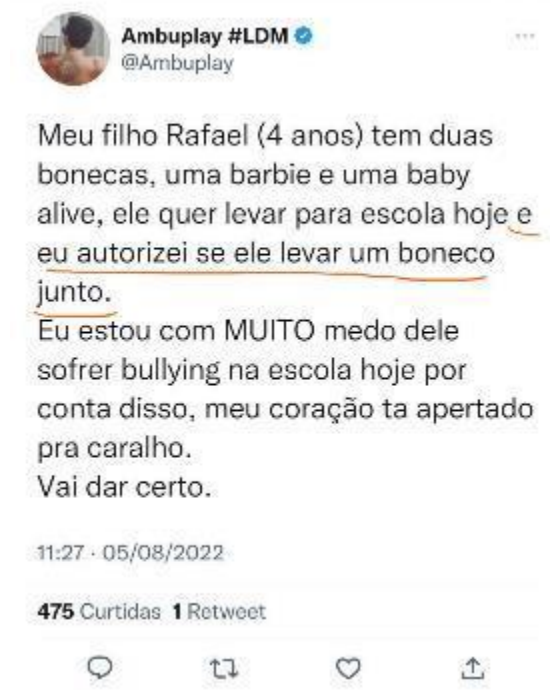 Ambuplay #LDM
@Ambuplay
Meu filho Rafael (4 anos) tem duas
bonecas, uma barbie e uma baby
alive, ele quer levar para escola hoje e
eu autorizei se ele levar um boneco
junto.
Eu estou com MUITO medo dele
sofrer bullying na escola hoje por
conta disso, meu coração ta apertado
pra caralho.
Vai dar certo.
11:27 · 05/08/2022
475 Curtidas 1 Retweet